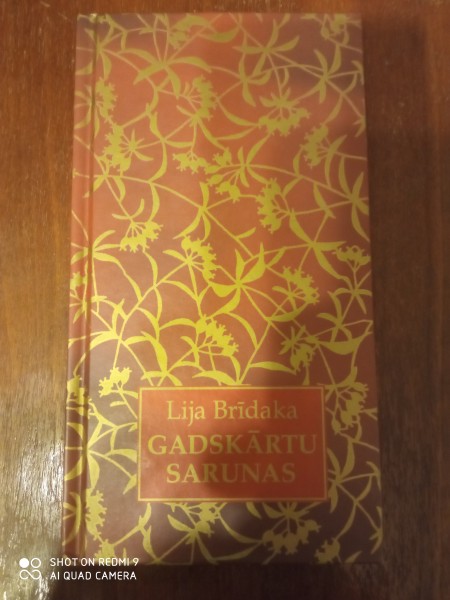 Lija Brīdaka
GADSKĀRTU
SARUNAS
SHOT ON REDMI 9
AI QUAD CAMERA